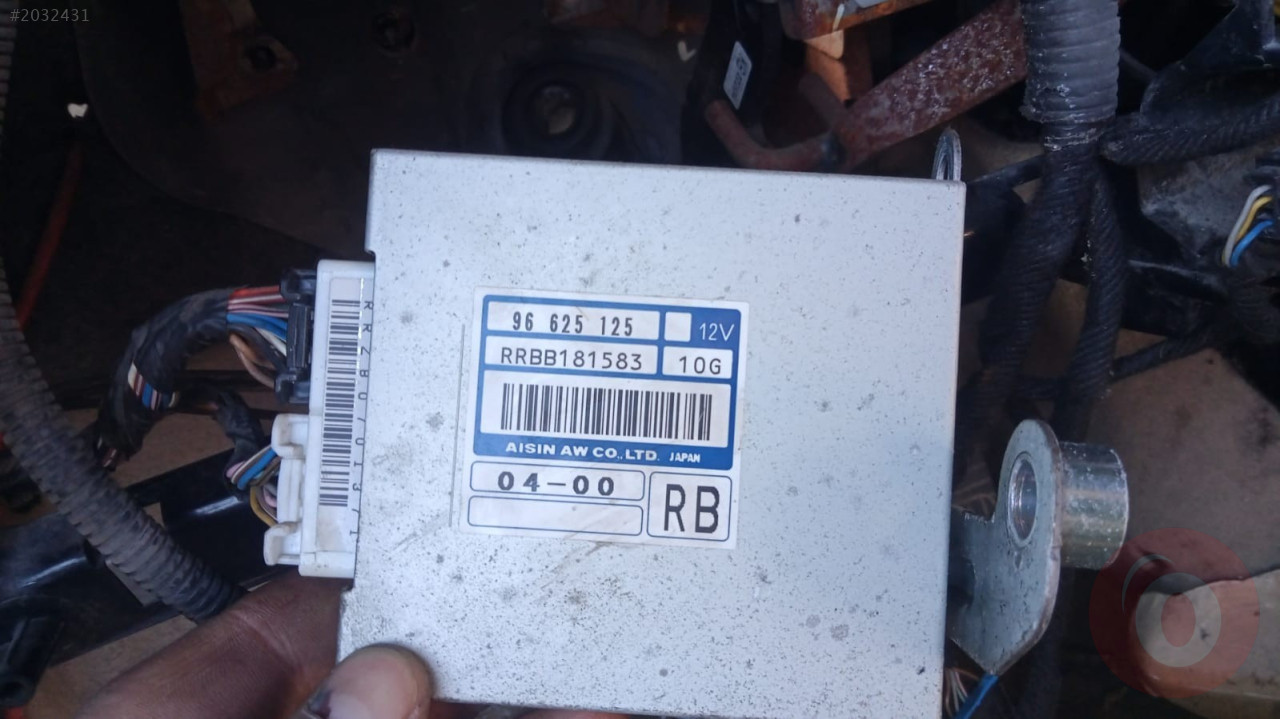 #2032431
96 625 125
12V
RRBB181583
10G
AISIN AW CO.,LTD. JAPAN
04-00
RB